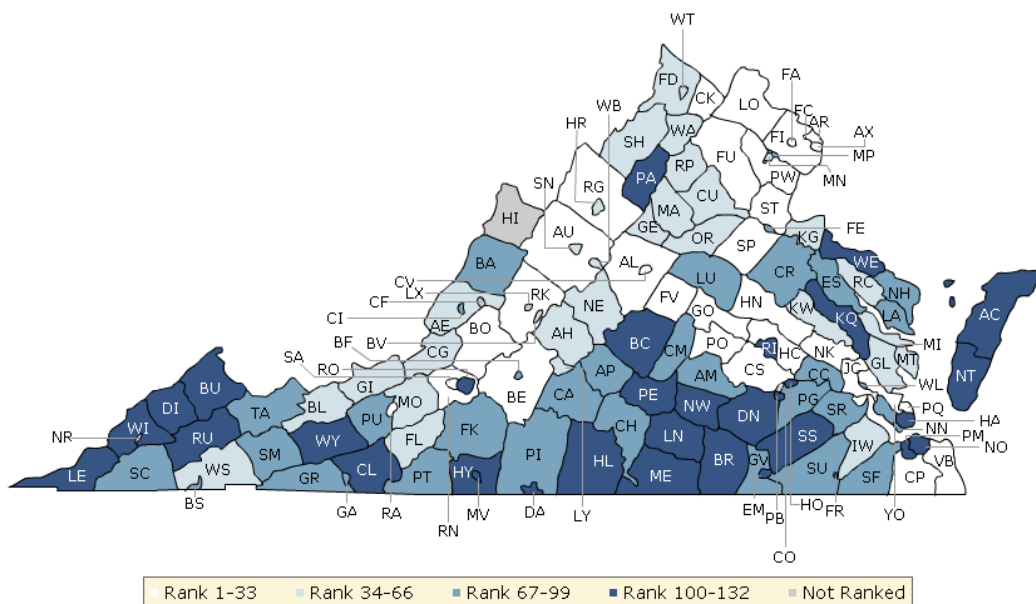 WT
FD
CK
LO
FA
FC
AR
AX
WB
HR
SH
WA
FI
MP
RP
FU
MN
PA
PW
SN
RG
CU
ST
MA
HI
AU
GE
OR
SP
FE
KG
BA
AL
LU
CR
WE
ES
RC
NH
CV
LX
RK
NE
FV
HN
KW
LA
AC
CF
AE
BO
GO
KQ
CI
AH
BC
CM
PO
RI
HC
NK
MI
BF
BV
CG
CS
JC
GL
MT
NT
SA
RO
GI
AP
AM
CC
WL
BU
BL
MO
BE
CA
PE
NW
DN
PG
SR
PQ
HA
DI
TA
PU
RN
FK
CH
SS
NN
PM
NR
WI
RU
WY
FL
LN
IW
NO
LE
SC
WS
SM
GR
CL
PT
HY
PI
HL
ME
BR
GV
SU
SF
CP
VB
BS
GA
RA
RN
MV
DA
LY
EM
PB
HO
FR
YO
CO
Rank 1-33 Rank 34-66 Rank 67-99 Rank 100-132 Not Ranked